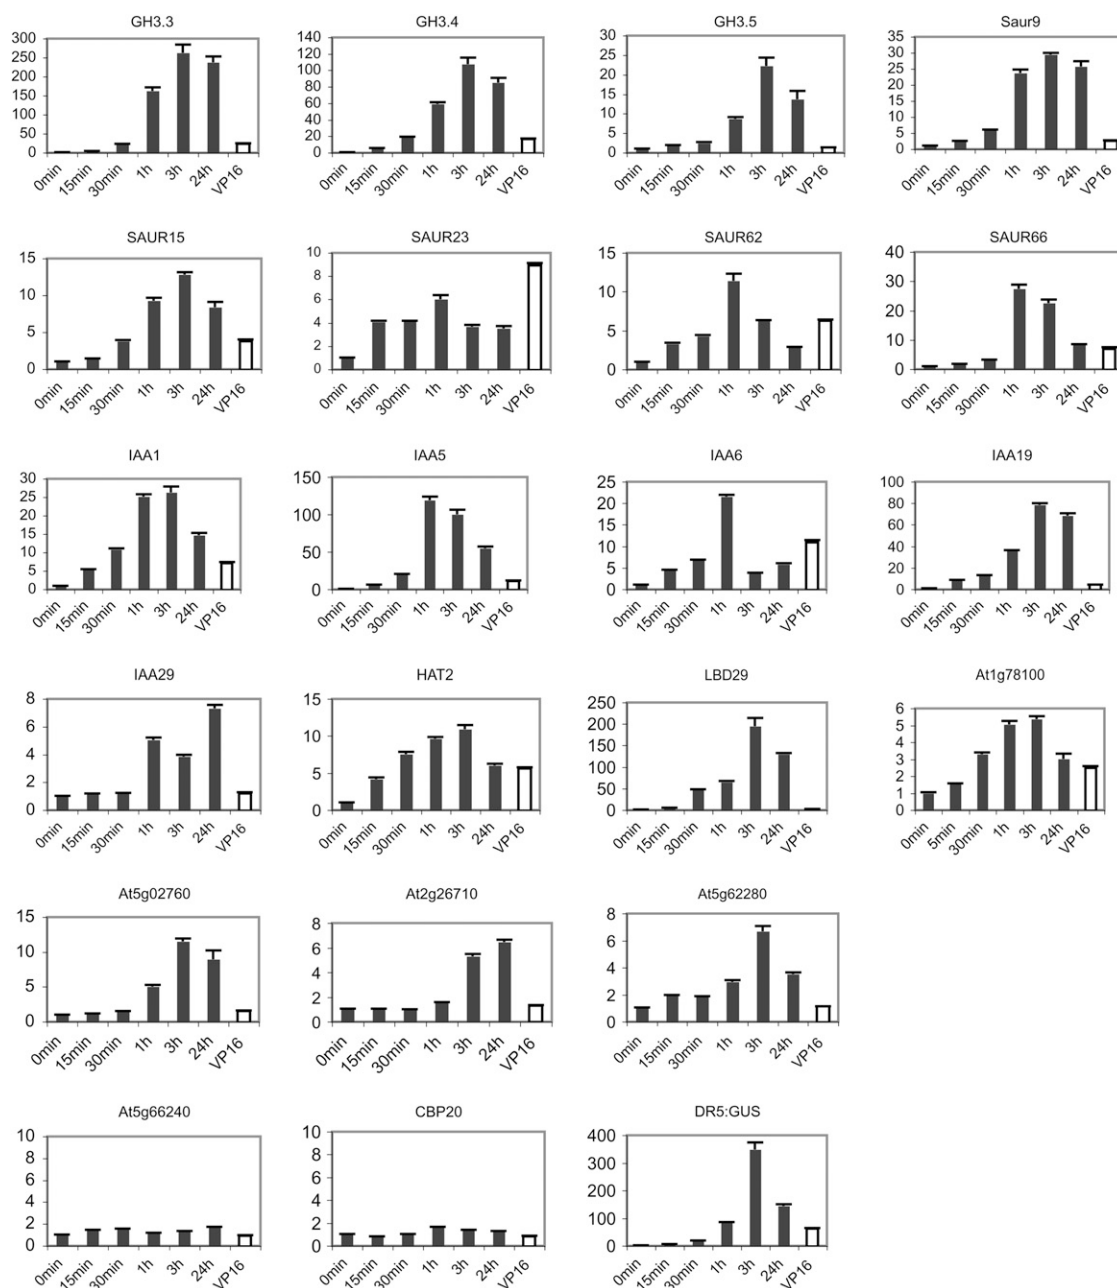 GH3.3 GH3.4 GH3.5 Saur9
300 140 30 35
250 120 25 30
200 100 20 25
150 80 15 20
100 60 10 15
50 40 5 10
0 20 0 5
0 0
0min 15min 30min 1h 3h 24h VP16 0min 15min 30min 1h 3h 24h VP16 0min 15min 30min 1h 3h 24h VP16 0min 15min 30min 1h 3h 24h VP16
SAUR15 SAUR23 SAUR62 SAUR66
15 10 15 40
10 8 10 30
5 6 5 20
0 4 0 10
2 0
0
0min 15min 30min 1h 3h 24h VP16 0min 15min 30min 1h 3h 24h VP16 0min 15min 30min 1h 3h 24h VP16 0min 15min 30min 1h 3h 24h VP16
IAA1 IAA5 IAA6 IAA19
30 150 25 100
25 100 20 80
20 50 15 60
15 0 10 40
10 5 20
5 0 0
0
0min 15min 30min 1h 3h 24h VP16 0min 15min 30min 1h 3h 24h VP16 0min 15min 30min 1h 3h 24h VP16 0min 15min 30min 1h 3h 24h VP16
IAA29 HAT2 LBD29 At1g78100
8 15 250 6
6 10 200 5
4 5 150 4
2 0 100 3
0 50 2
0 1
0
0min 15min 30min 1h 3h 24h VP16 0min 15min 30min 1h 3h 24h VP16 0min 15min 30min 1h 3h 24h VP16 0min 5min 30min 1h 3h 24h VP16
At5g02760 At2g26710 At5g62280
15 8 8
10 6 6
5 4 4
0 2 2
0 0
0min 15min 30min 1h 3h 24h VP16 0min 15min 30min 1h 3h 24h VP16 0min 15min 30min 1h 3h 24h VP16
At5g66240 CBP20 DR5:GUS
10 10 400
8 8 300
6 6 200
4 4 100
2 2 0
0 0
0min 15min 30min 1h 3h 24h VP16 0min 15min 30min 1h 3h 24h VP16 0min 15min 30min 1h 3h 24h VP16